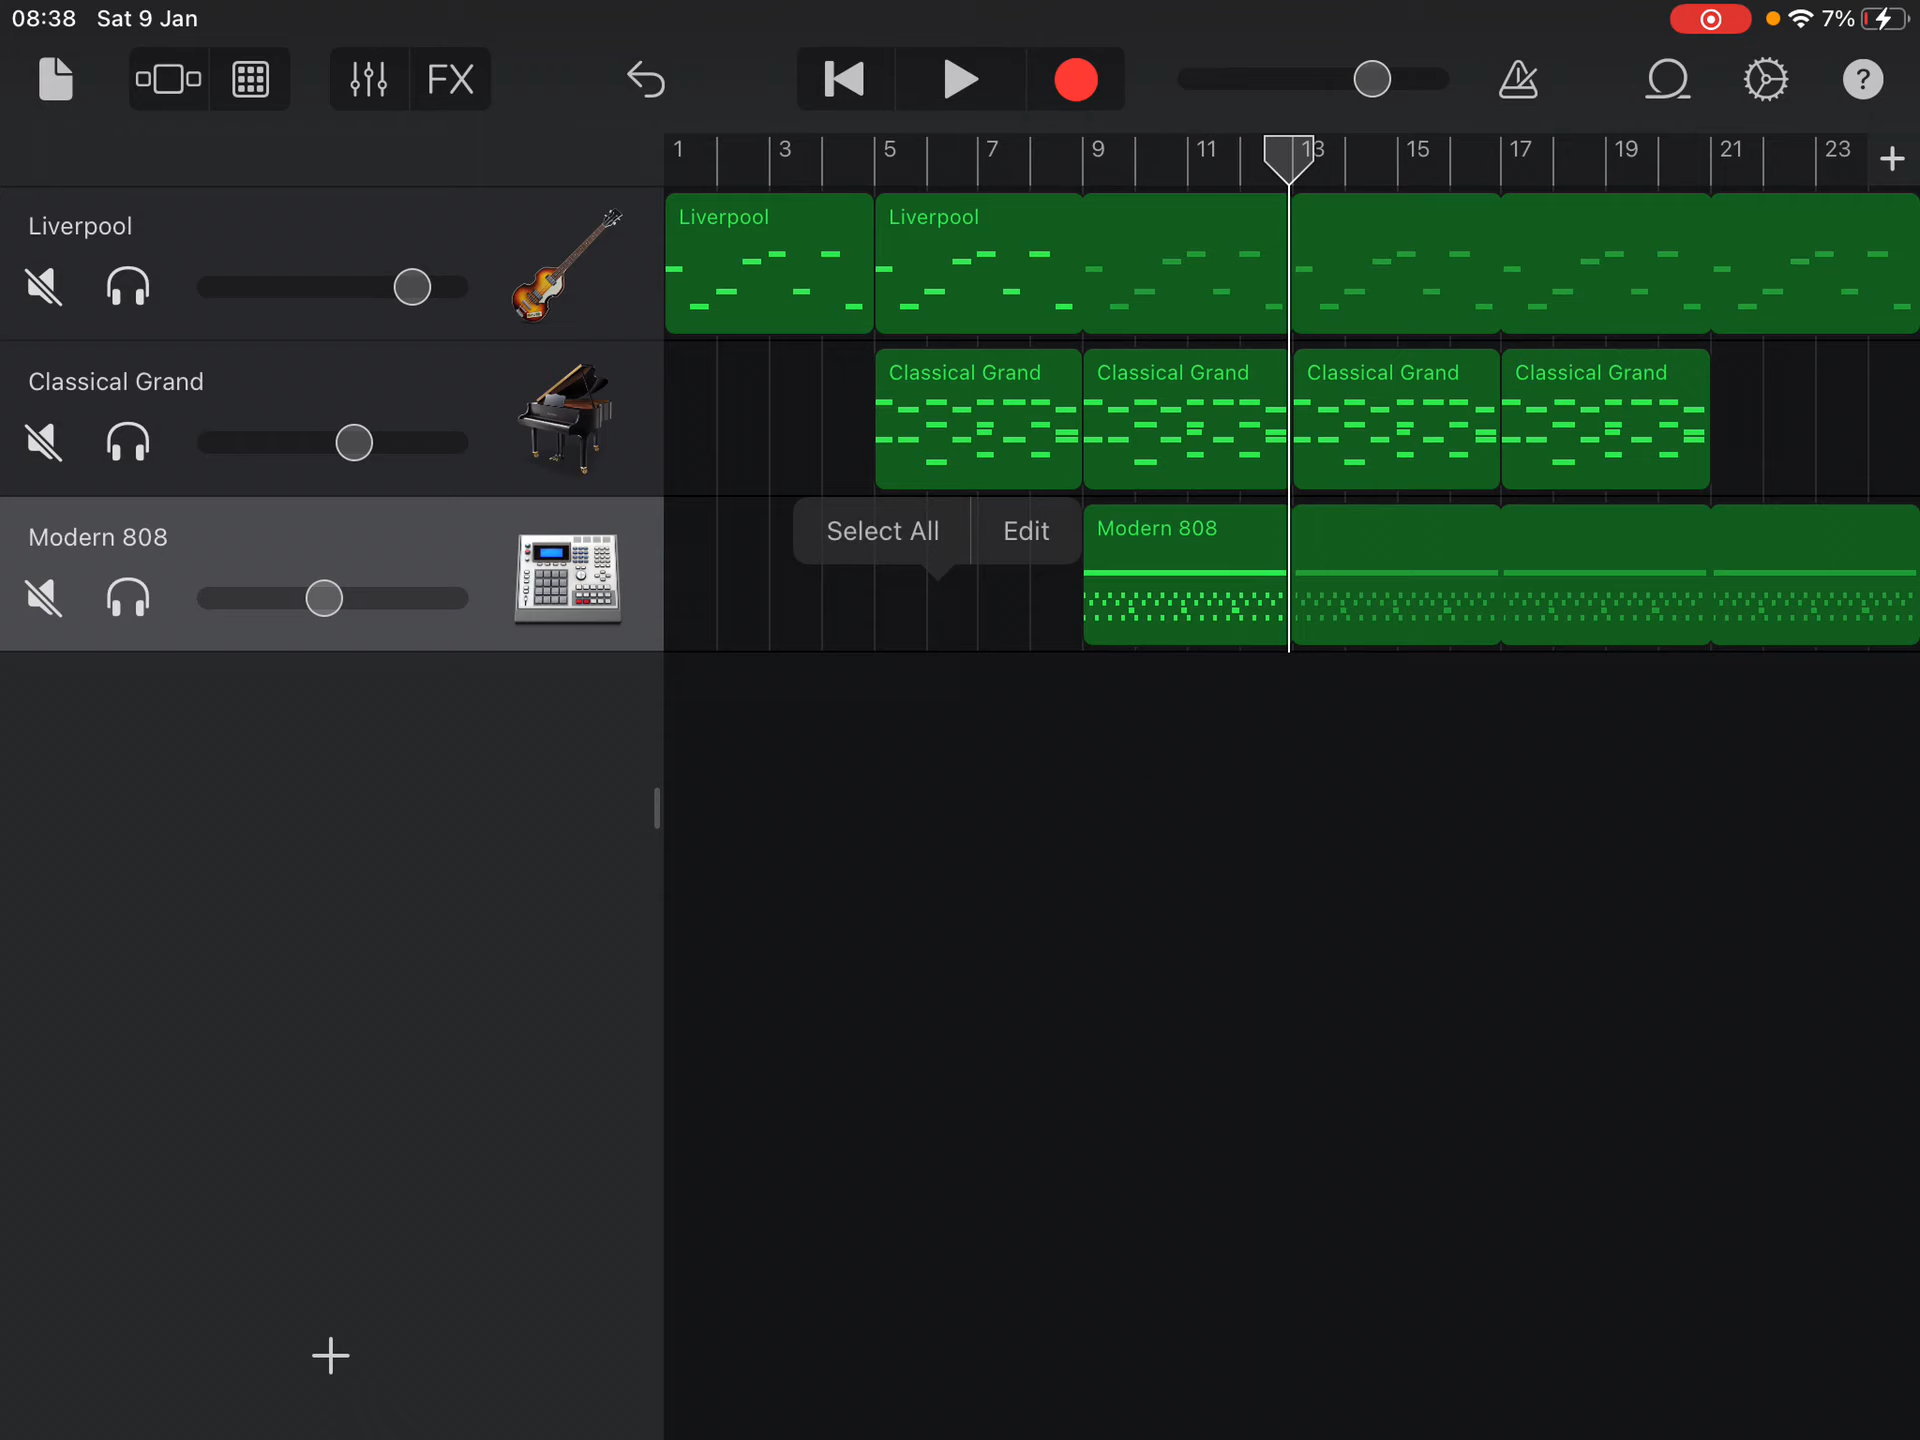 08:38 Sat 9 Jan 7%
FX ?
1 3 5 7 9 11 13 15 17 19 21 23
Liverpool
Liverpool Liverpool
Classical Grand
Classical Grand Classical Grand Classical Grand Classical Grand
Modern 808
Select All Edit
Modern 808